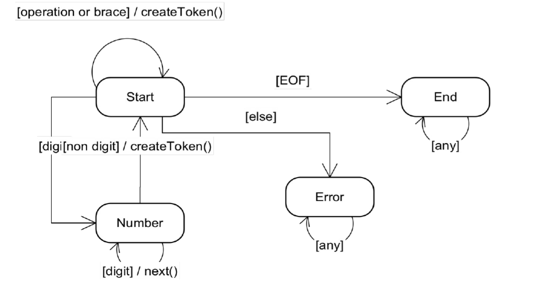 [operation or brace] / createToken()
Start
[EOF]
End
[else]
[digi[non digit] / createToken()
[any]
Error
Number
[any]
[digit] / next()